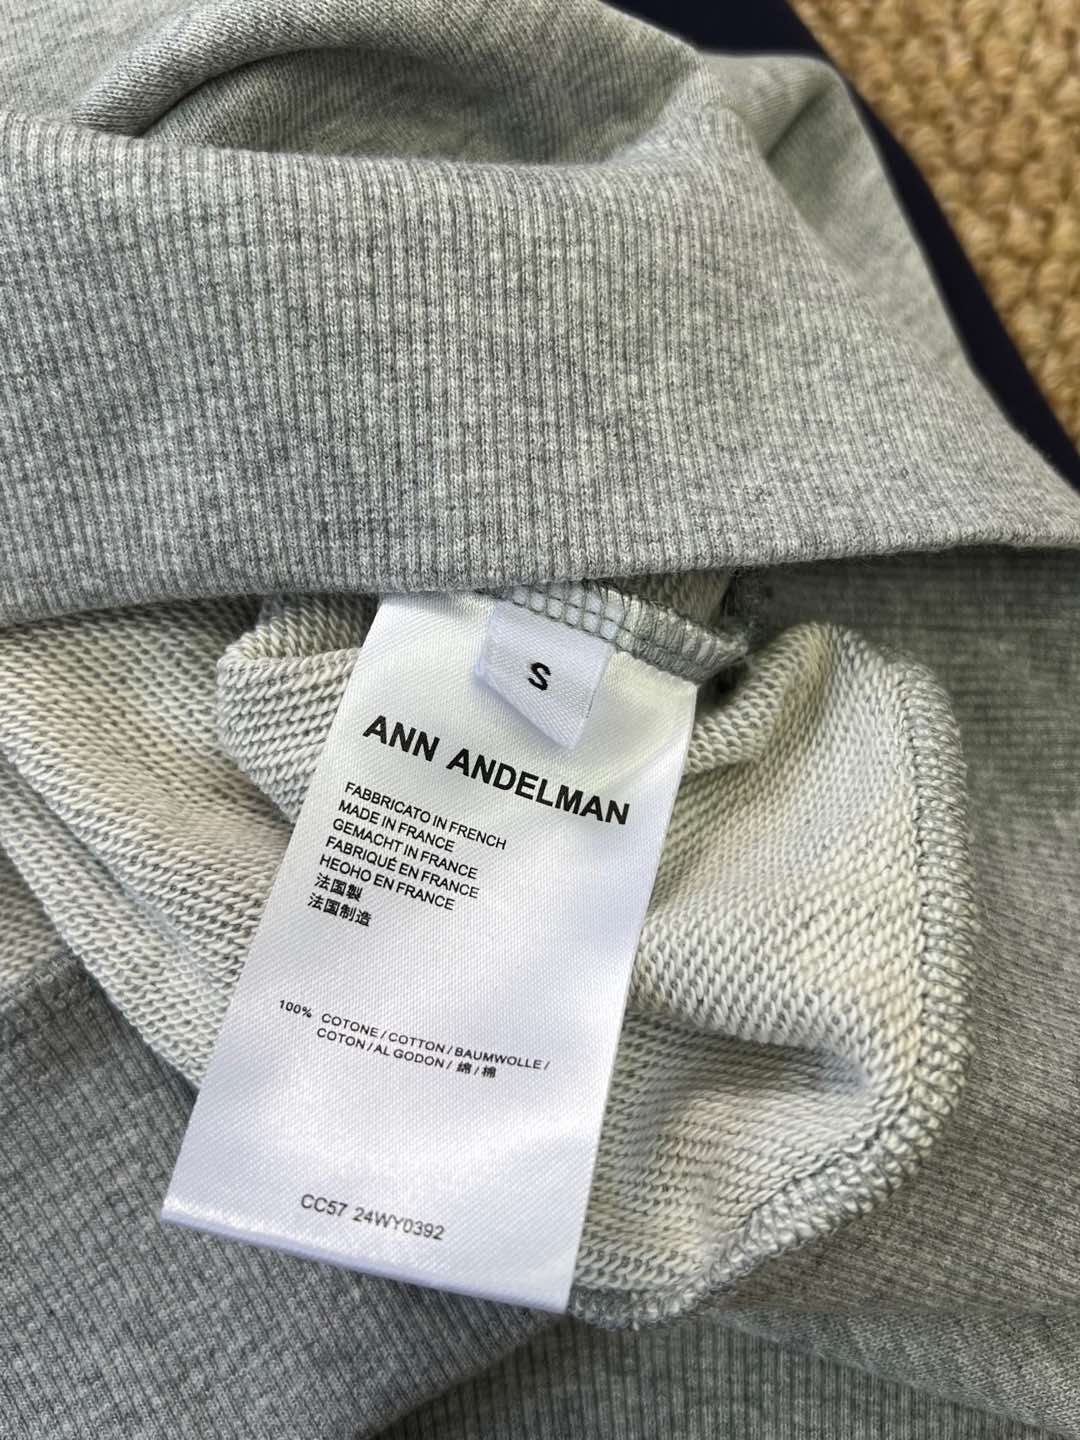 S
ANN ANDELMAN
FABBRICATO IN FRENCH
MADE IN FRANCE
GEMACHT IN FRANCE
FABRIQUÉ EN FRANCE
HEOHO EN FRANCE
法国製
法国制造
100% COTONE / COTTON / BAUMWOLLE /
COTON / AL GODON / 綿 / 棉
CC57 24WY0392